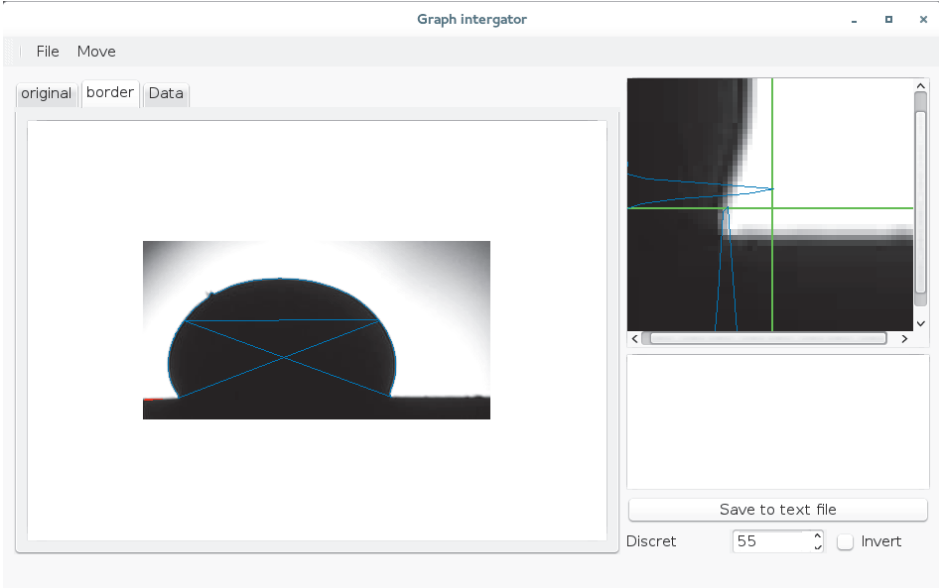 Graph intergator
File Move
original border Data
Save to text file
Discret 55 Invert